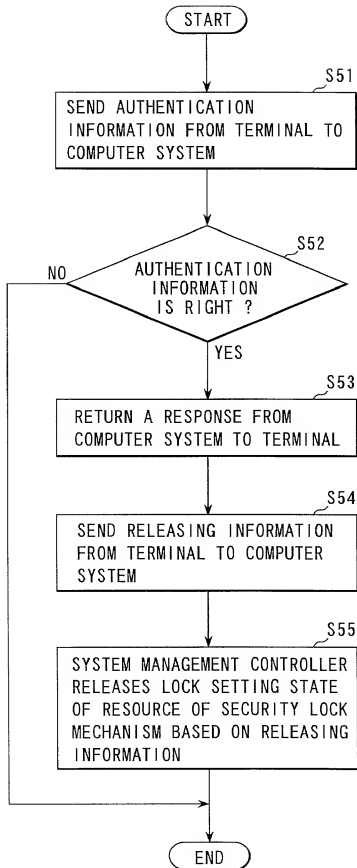 START
S51
SEND AUTHENTICATION
INFORMATION FROM TERMINAL TO
COMPUTER SYSTEM
S52
AUTHENTICATION
INFORMATION
IS RIGHT ?
NO
YES
S53
RETURN A RESPONSE FROM
COMPUTER SYSTEM TO TERMINAL
S54
SEND RELEASING INFORMATION
FROM TERMINAL TO COMPUTER
SYSTEM
S55
SYSTEM MANAGEMENT CONTROLLER
RELEASES LOCK SETTING STATE
OF RESOURCE OF SECURITY LOCK
MECHANISM BASED ON RELEASING
INFORMATION
END